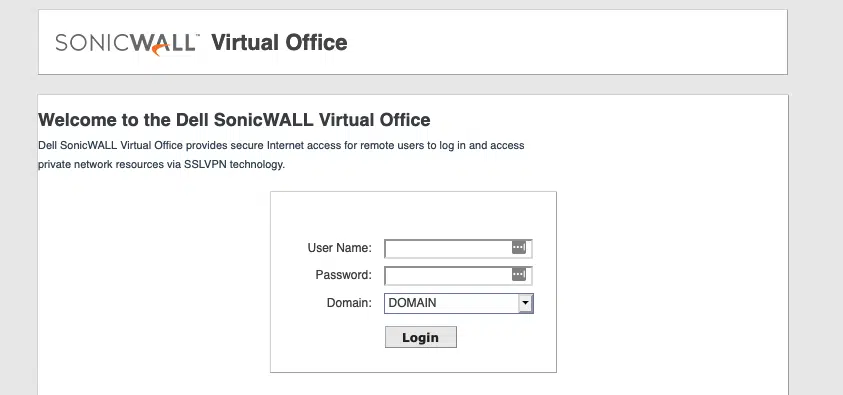 SONICWALL™ Virtual Office
Welcome to the Dell SonicWALL Virtual Office
Dell SonicWALL Virtual Office provides secure Internet access for remote users to log in and access
private network resources via SSLVPN technology.
User Name:
Password:
Domain: DOMAIN
Login